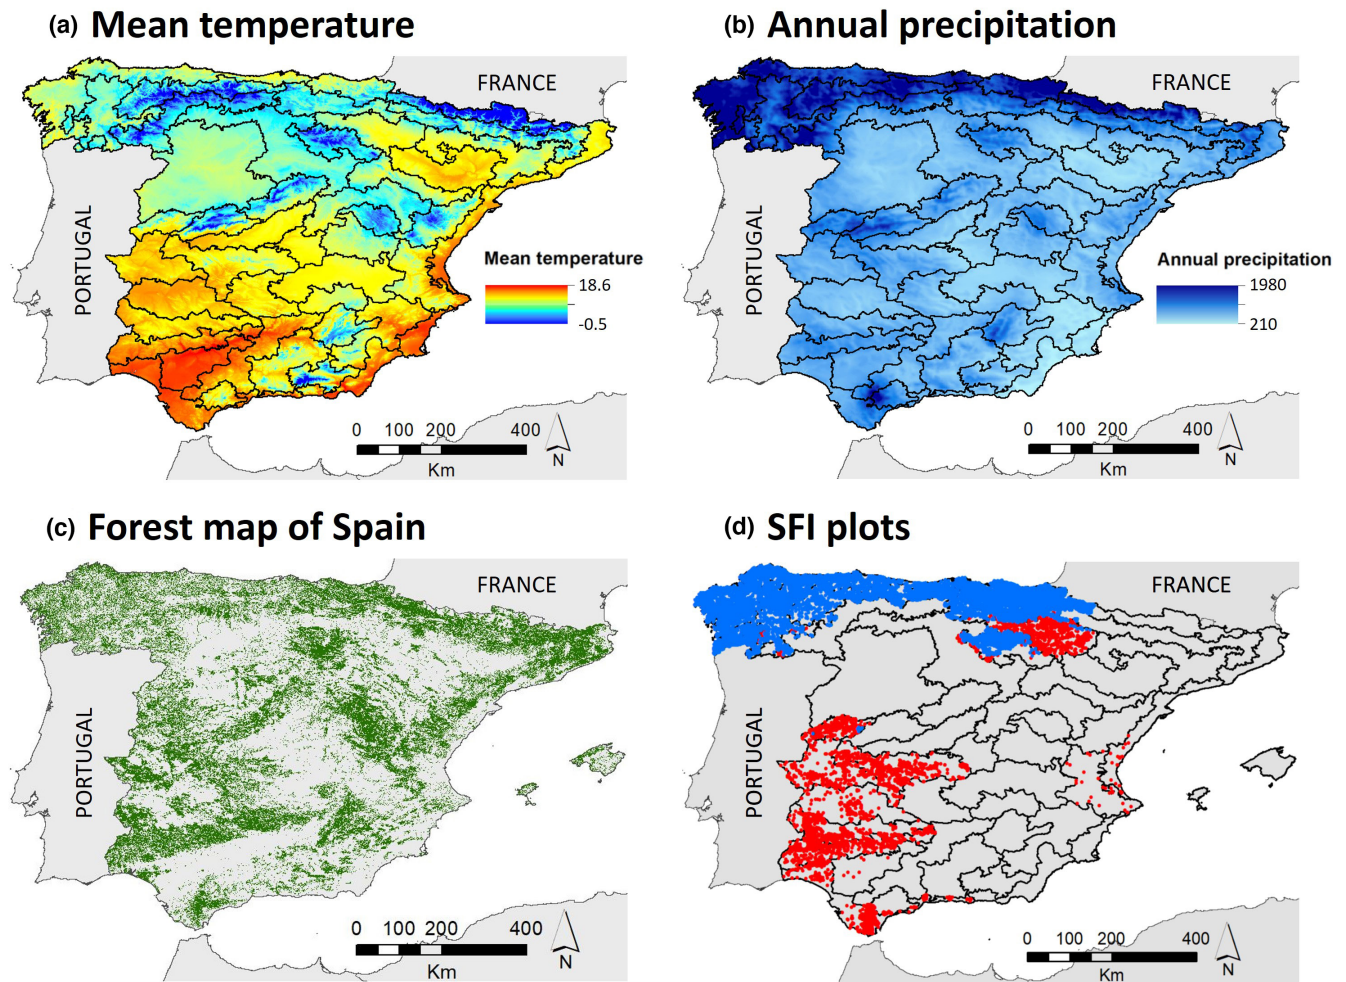 (a) Mean temperature
FRANCE
PORTUGAL
Mean temperature
18.6
-0.5
0 100 200 400
Km
N
(b) Annual precipitation
FRANCE
PORTUGAL
Annual precipitation
1980
210
0 100 200 400
Km
N
(c) Forest map of Spain
FRANCE
PORTUGAL
0 100 200 400
Km
N
(d) SFI plots
FRANCE
PORTUGAL
0 100 200 400
Km
N